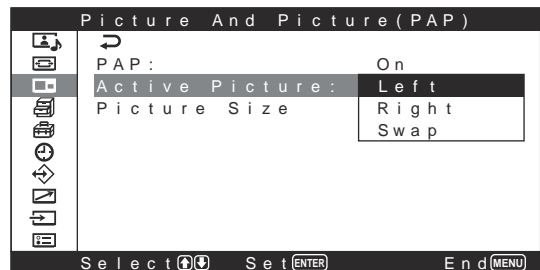 Picture And Picture(PAP)
PAP: On
Active Picture: Left
Picture Size Right
Swap
Select Set ENTER End MENU